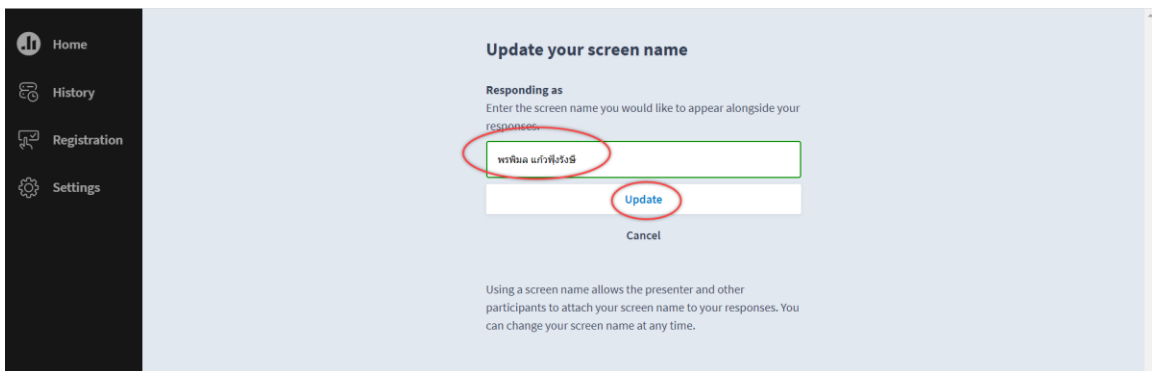 Home
History
Registration
Settings
Update your screen name
Responding as
Enter the screen name you would like to appear alongside your
responses.
พรพิมล แก้วฟุ้งรังษี
Update
Cancel
Using a screen name allows the presenter and other
participants to attach your screen name to your responses. You
can change your screen name at any time.